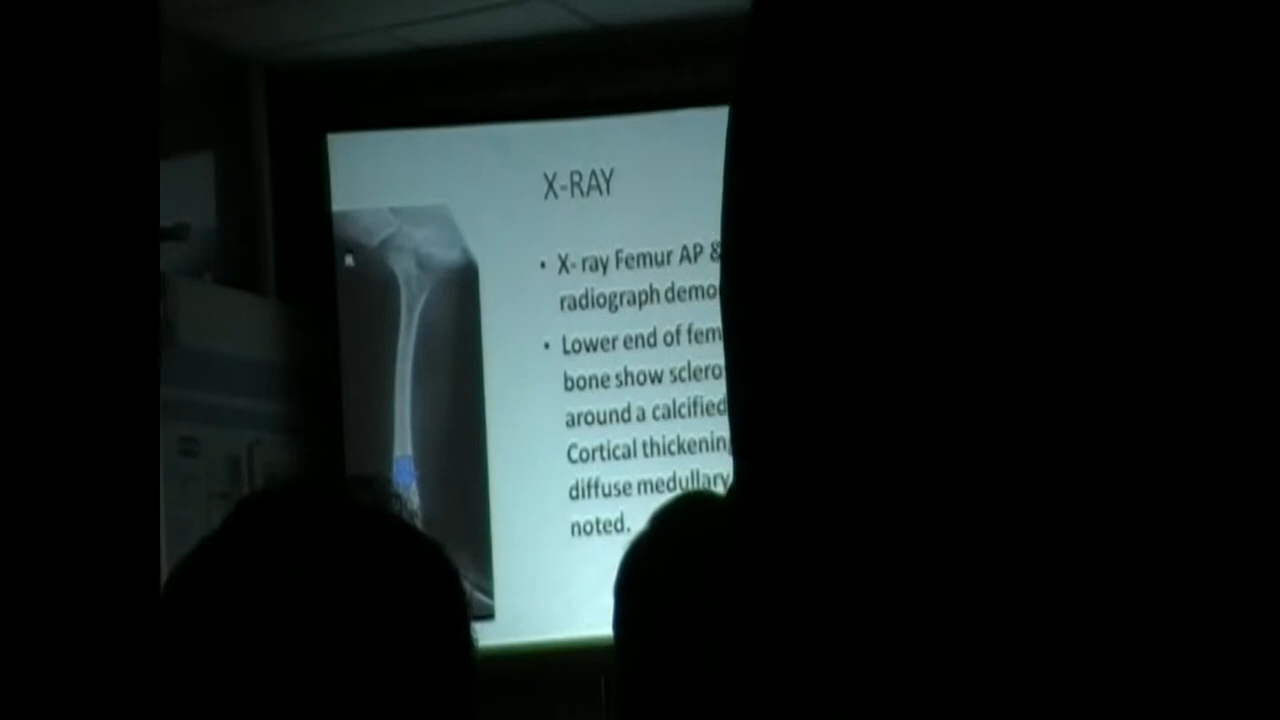 X-RAY
• X- ray Femur AP &
radiograph demo
• Lower end of fem
bone show sclero
around a calcified
Cortical thickening
diffuse medullary
noted.